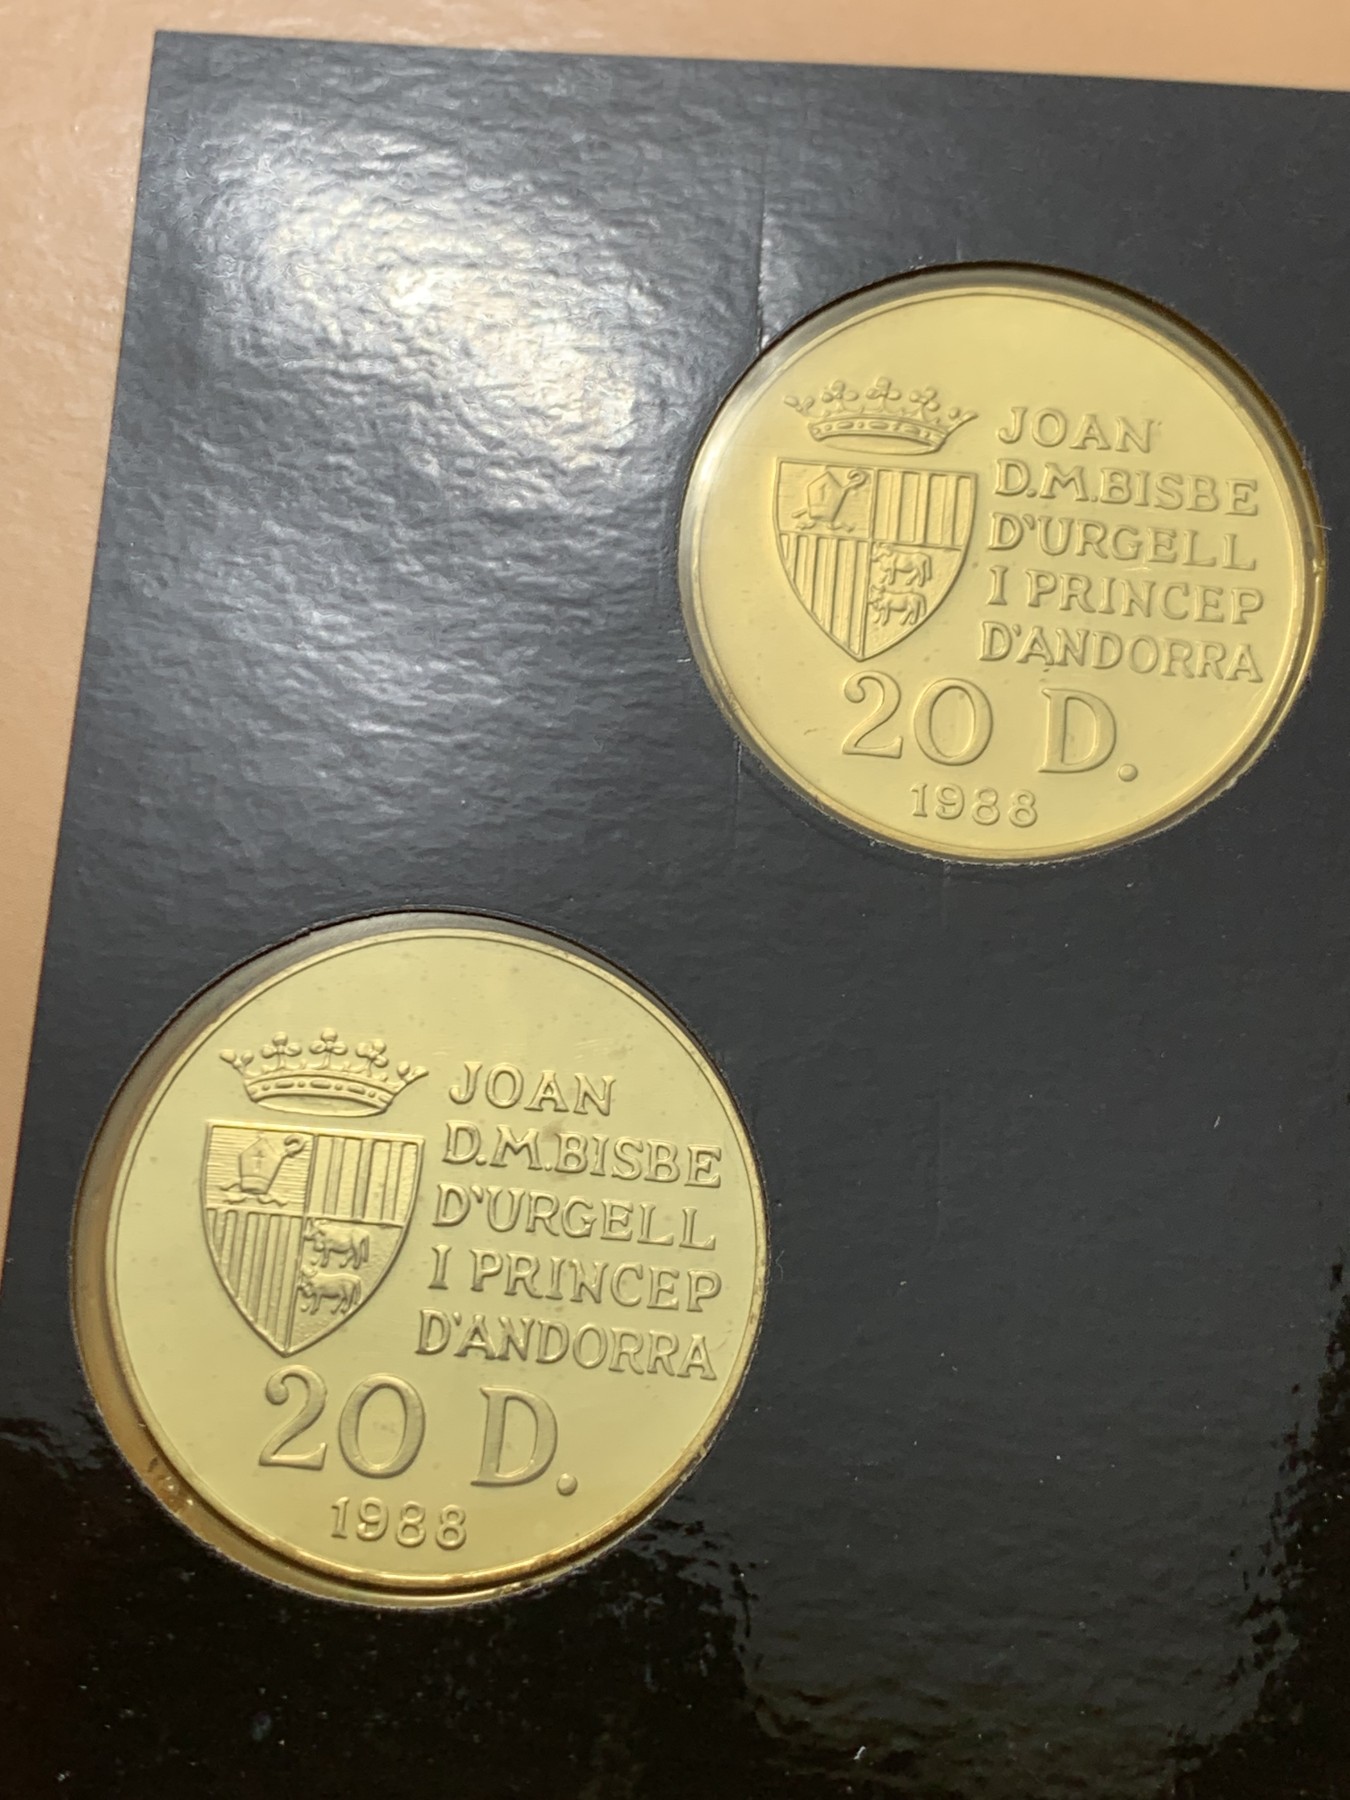 JOAN
D.M.BISBE
D'URGELL
I PRINCEP
D'ANDORRA
20 D.
1988
JOAN
D.M.BISBE
D'URGELL
I PRINCEP
D'ANDORRA
20 D.
1988